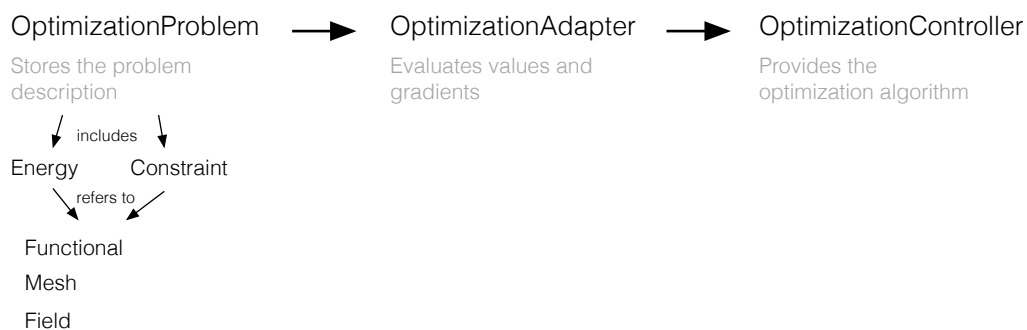 OptimizationProblem
OptimizationAdapter
OptimizationController
Stores the problem
description
Evaluates values and
gradients
Provides the
optimization algorithm
includes
Energy
Constraint
refers to
Functional
Mesh
Field